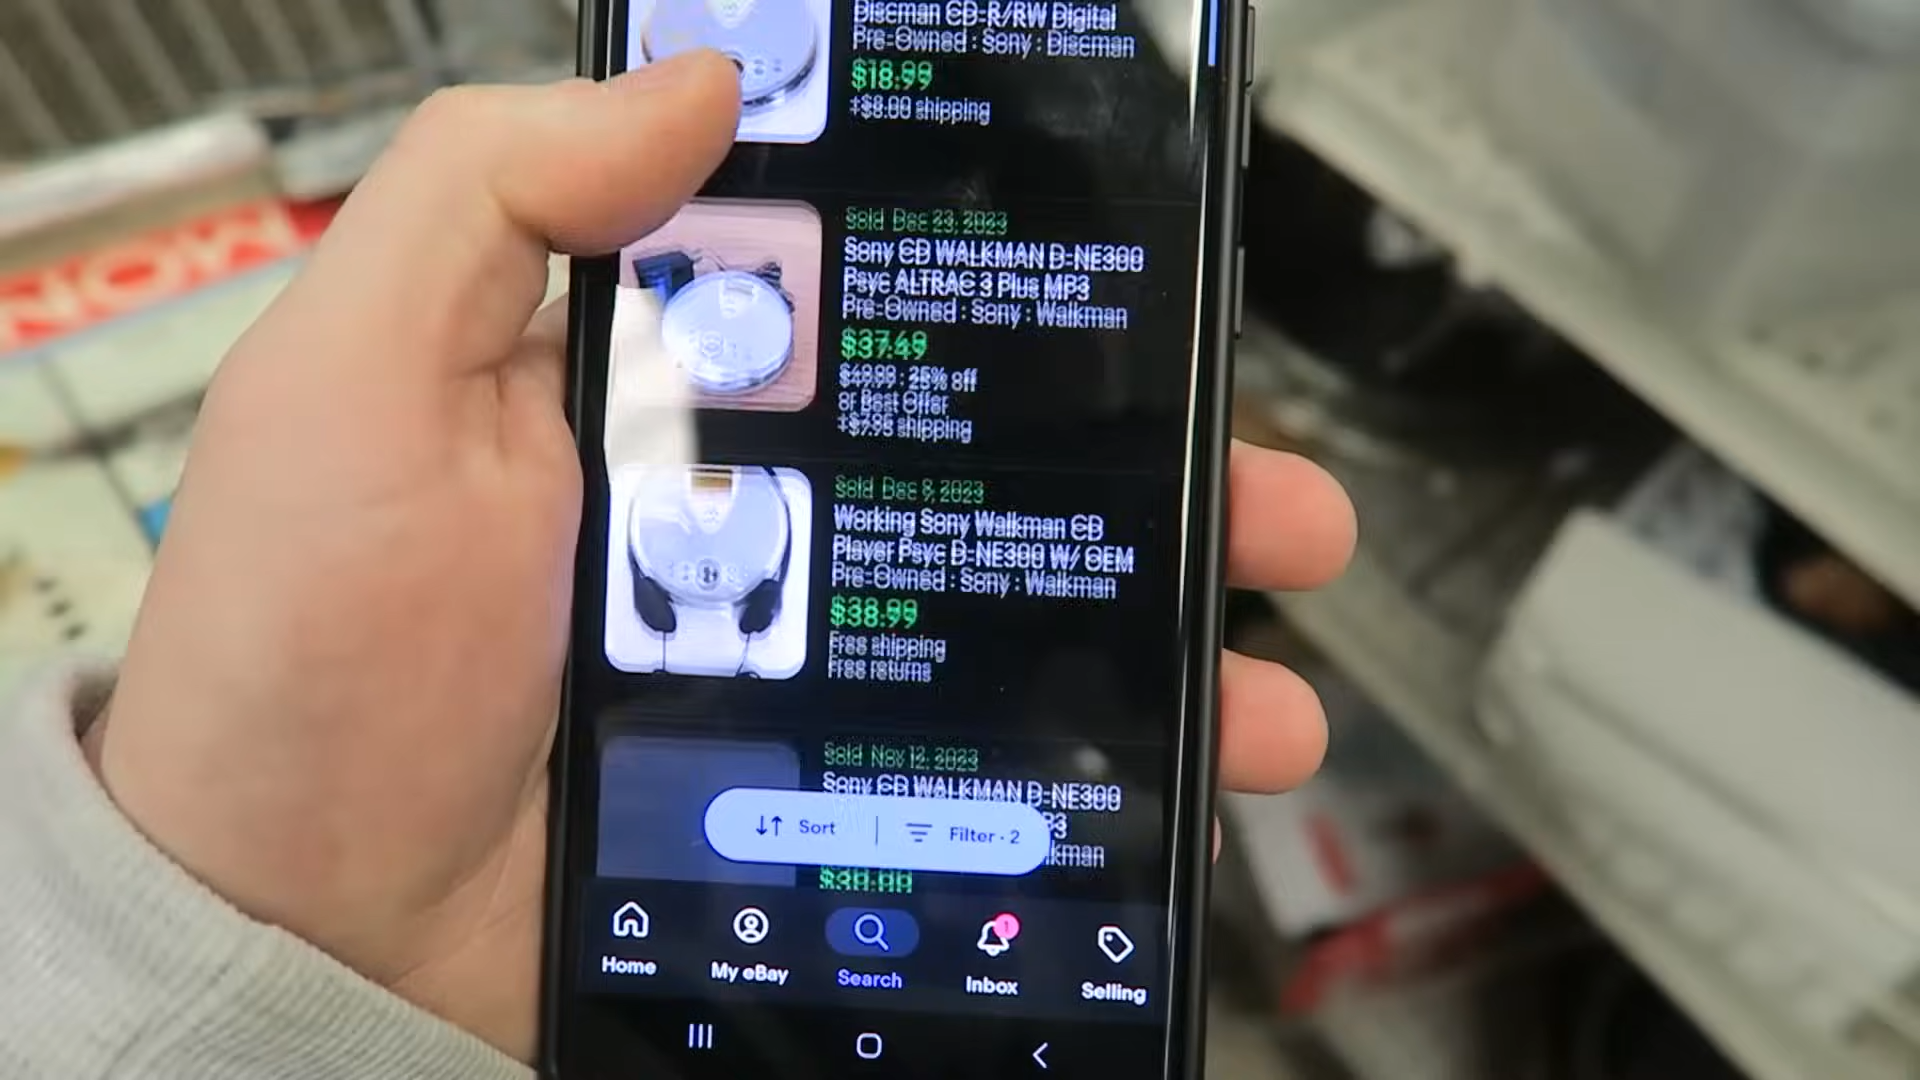 Discman CD-R/RW Digital
Pre-Owned · Sony · Discman
$18.99
+$8.00 shipping
Sold Dec 23, 2023
Sony CD WALKMAN D-NE300
Psyc ALTRAC 3 Plus MP3
Pre-Owned · Sony · Walkman
$37.49
$49.99 · 25% off
or Best Offer
+$7.95 shipping
Sold Dec 9, 2023
Working Sony Walkman CD
Player Psyc D-NE300 W/ OEM
Pre-Owned · Sony · Walkman
$38.99
Free shipping
Free returns
Sold Nov 12, 2023
Sony CD WALKMAN D-NE300
Sort
Filter · 2
Home
My eBay
Search
1
Inbox
Selling